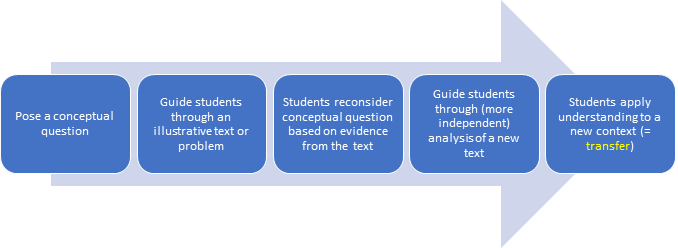 Pose a conceptual
question
Guide students
through an
illustrative text or
problem
Students reconsider
conceptual question
based on evidence
from the text
Guide students
through (more
independent)
analysis of a new
text
Students apply
understanding to a
new context (=
transfer)